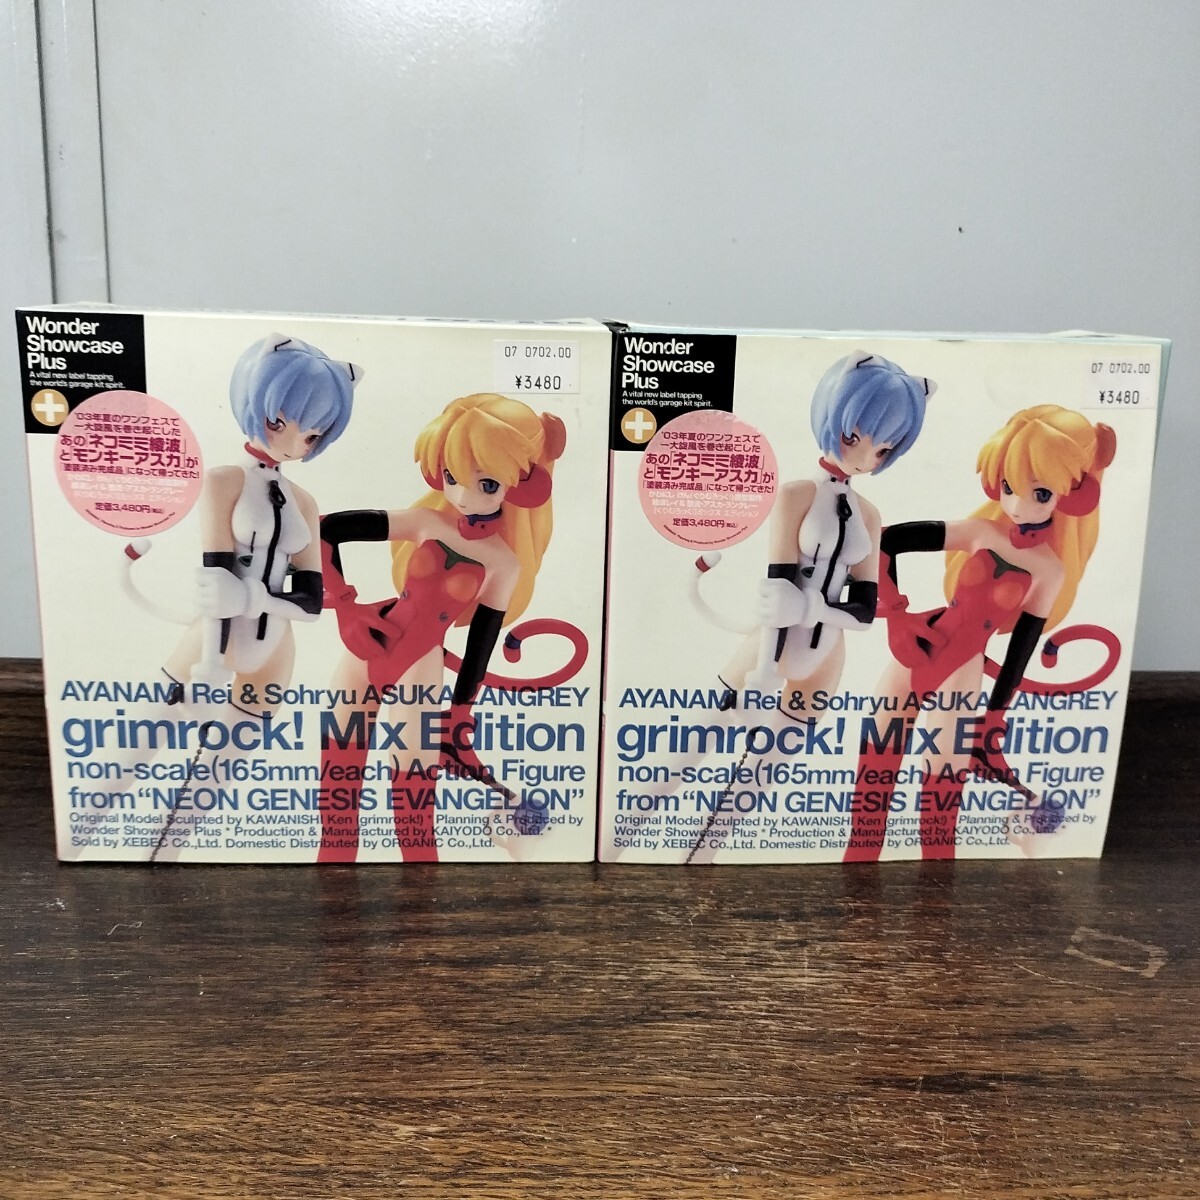 Wonder
Showcase
Plus
A vital new label tapping
the world's garage kit spirit.
07 0702.00
¥3480
'03年夏のワンフェスで
一大旋風を巻き起こした
あの「ネコミミ綾波」
と「モンキーアスカ」が
「塗装済み完成品」になって帰ってきた!
定価3,480円(税込)
AYANAMI Rei & Sohryu ASUKA LANGREY
grimrock! Mix Edition
non-scale(165mm/each) Action Figure
from "NEON GENESIS EVANGELION"
Original Model Sculpted by KAWANISHI Ken (grimrock!) * Planning & Produced by
Wonder Showcase Plus * Production & Manufactured by KAIYODO Co.,Ltd.
Sold by XEBEC Co.,Ltd. Domestic Distributed by ORGANIC Co.,Ltd.
Wonder
Showcase
Plus
A vital new label tapping
the world's garage kit spirit.
07 0702.00
¥3480
'03年夏のワンフェスで
一大旋風を巻き起こした
あの「ネコミミ綾波」
と「モンキーアスカ」が
「塗装済み完成品」になって帰ってきた!
定価3,480円(税込)
AYANAMI Rei & Sohryu ASUKA LANGREY
grimrock! Mix Edition
non-scale(165mm/each) Action Figure
from "NEON GENESIS EVANGELION"
Original Model Sculpted by KAWANISHI Ken (grimrock!) * Planning & Produced by
Wonder Showcase Plus * Production & Manufactured by KAIYODO Co.,Ltd.
Sold by XEBEC Co.,Ltd. Domestic Distributed by ORGANIC Co.,Ltd.